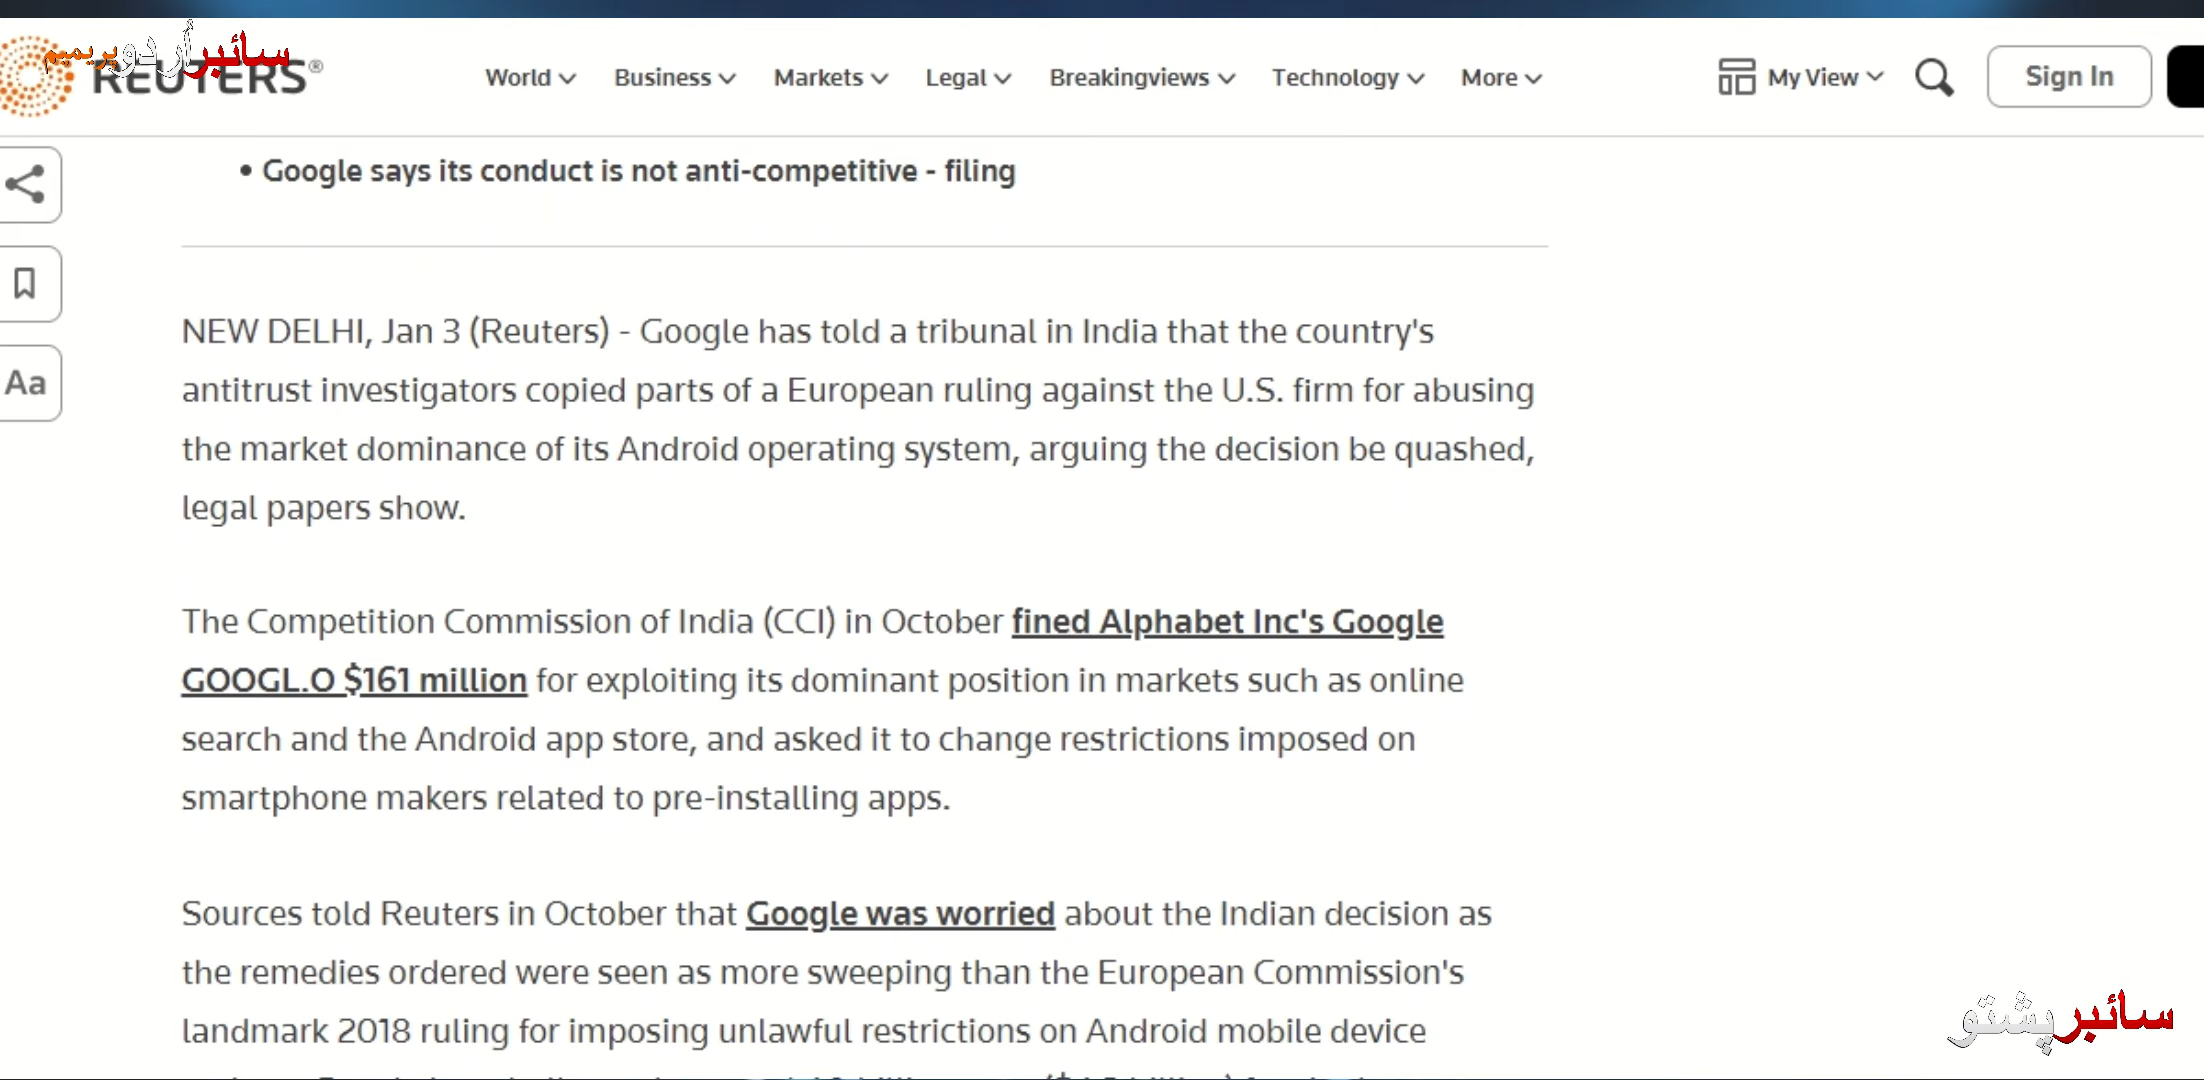 سائبر اُردو پریمیم
REUTERS®
World Business Markets Legal Breakingviews Technology More My View Sign In
• Google says its conduct is not anti-competitive - filing
Aa
NEW DELHI, Jan 3 (Reuters) - Google has told a tribunal in India that the country's
antitrust investigators copied parts of a European ruling against the U.S. firm for abusing
the market dominance of its Android operating system, arguing the decision be quashed,
legal papers show.
The Competition Commission of India (CCI) in October fined Alphabet Inc's Google
GOOGL.O $161 million for exploiting its dominant position in markets such as online
search and the Android app store, and asked it to change restrictions imposed on
smartphone makers related to pre-installing apps.
Sources told Reuters in October that Google was worried about the Indian decision as
the remedies ordered were seen as more sweeping than the European Commission's
landmark 2018 ruling for imposing unlawful restrictions on Android mobile device
سائبر پشتو